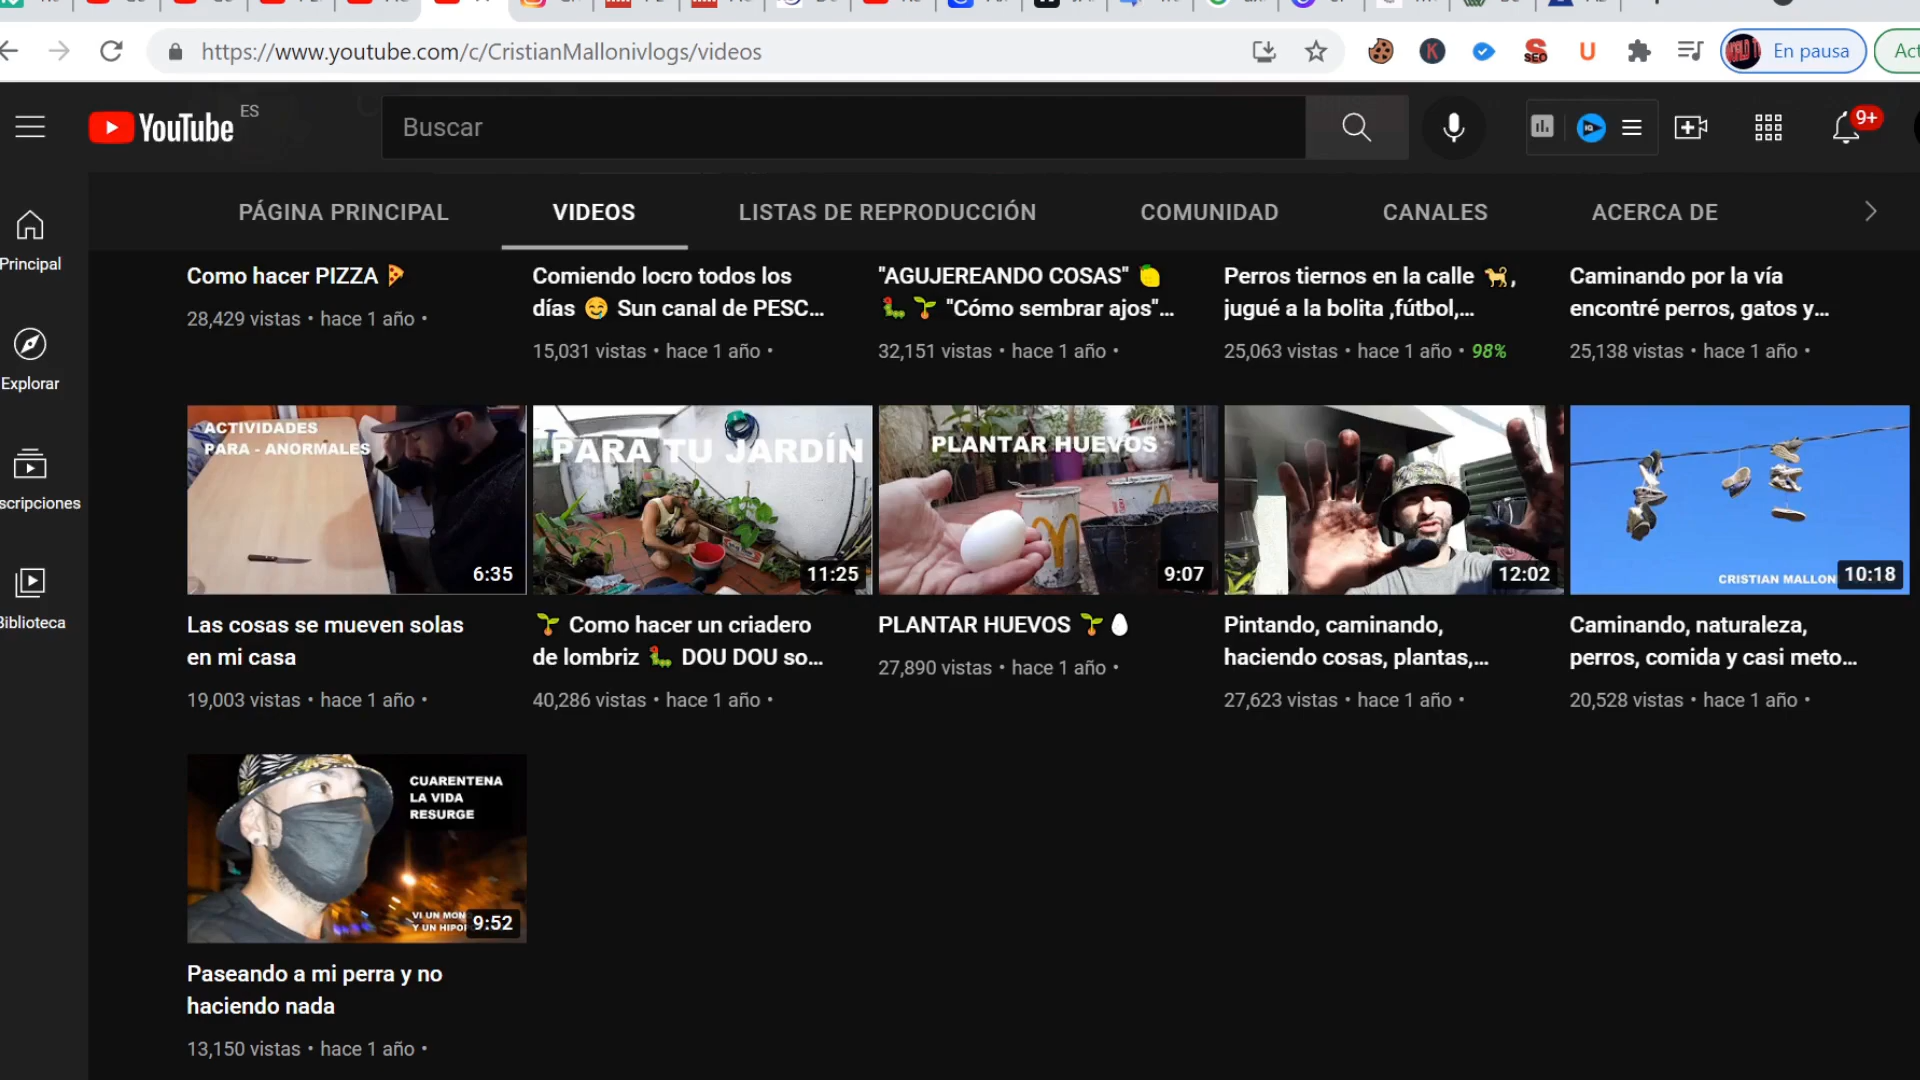 https://www.youtube.com/c/CristianMallonivlogs/videos
SEO
En pausa
YouTube ES
Buscar
9+
PÁGINA PRINCIPAL
VIDEOS
LISTAS DE REPRODUCCIÓN
COMUNIDAD
CANALES
ACERCA DE
Principal
Explorar
scripciones
Biblioteca
Como hacer PIZZA 🍕
28,429 vistas • hace 1 año •
Comiendo locro todos los
días 🤤 Sun canal de PESC...
15,031 vistas • hace 1 año •
"AGUJEREANDO COSAS" 🍋
🐛 🌱 "Cómo sembrar ajos"...
32,151 vistas • hace 1 año •
Perros tiernos en la calle 🐕,
jugué a la bolita ,fútbol,...
25,063 vistas • hace 1 año • 98%
Caminando por la vía
encontré perros, gatos y...
25,138 vistas • hace 1 año •
ACTIVIDADES
PARA - ANORMALES
6:35
Las cosas se mueven solas
en mi casa
19,003 vistas • hace 1 año •
PARA TU JARDÍN
11:25
🌱 Como hacer un criadero
de lombriz 🐛 DOU DOU so...
40,286 vistas • hace 1 año •
PLANTAR HUEVOS
9:07
PLANTAR HUEVOS 🌱🥚
27,890 vistas • hace 1 año •
12:02
Pintando, caminando,
haciendo cosas, plantas,...
27,623 vistas • hace 1 año •
CRISTIAN MALLON
10:18
Caminando, naturaleza,
perros, comida y casi meto...
20,528 vistas • hace 1 año •
CUARENTENA
LA VIDA
RESURGE
VI UN MON
Y UN HIPO
9:52
Paseando a mi perra y no
haciendo nada
13,150 vistas • hace 1 año •